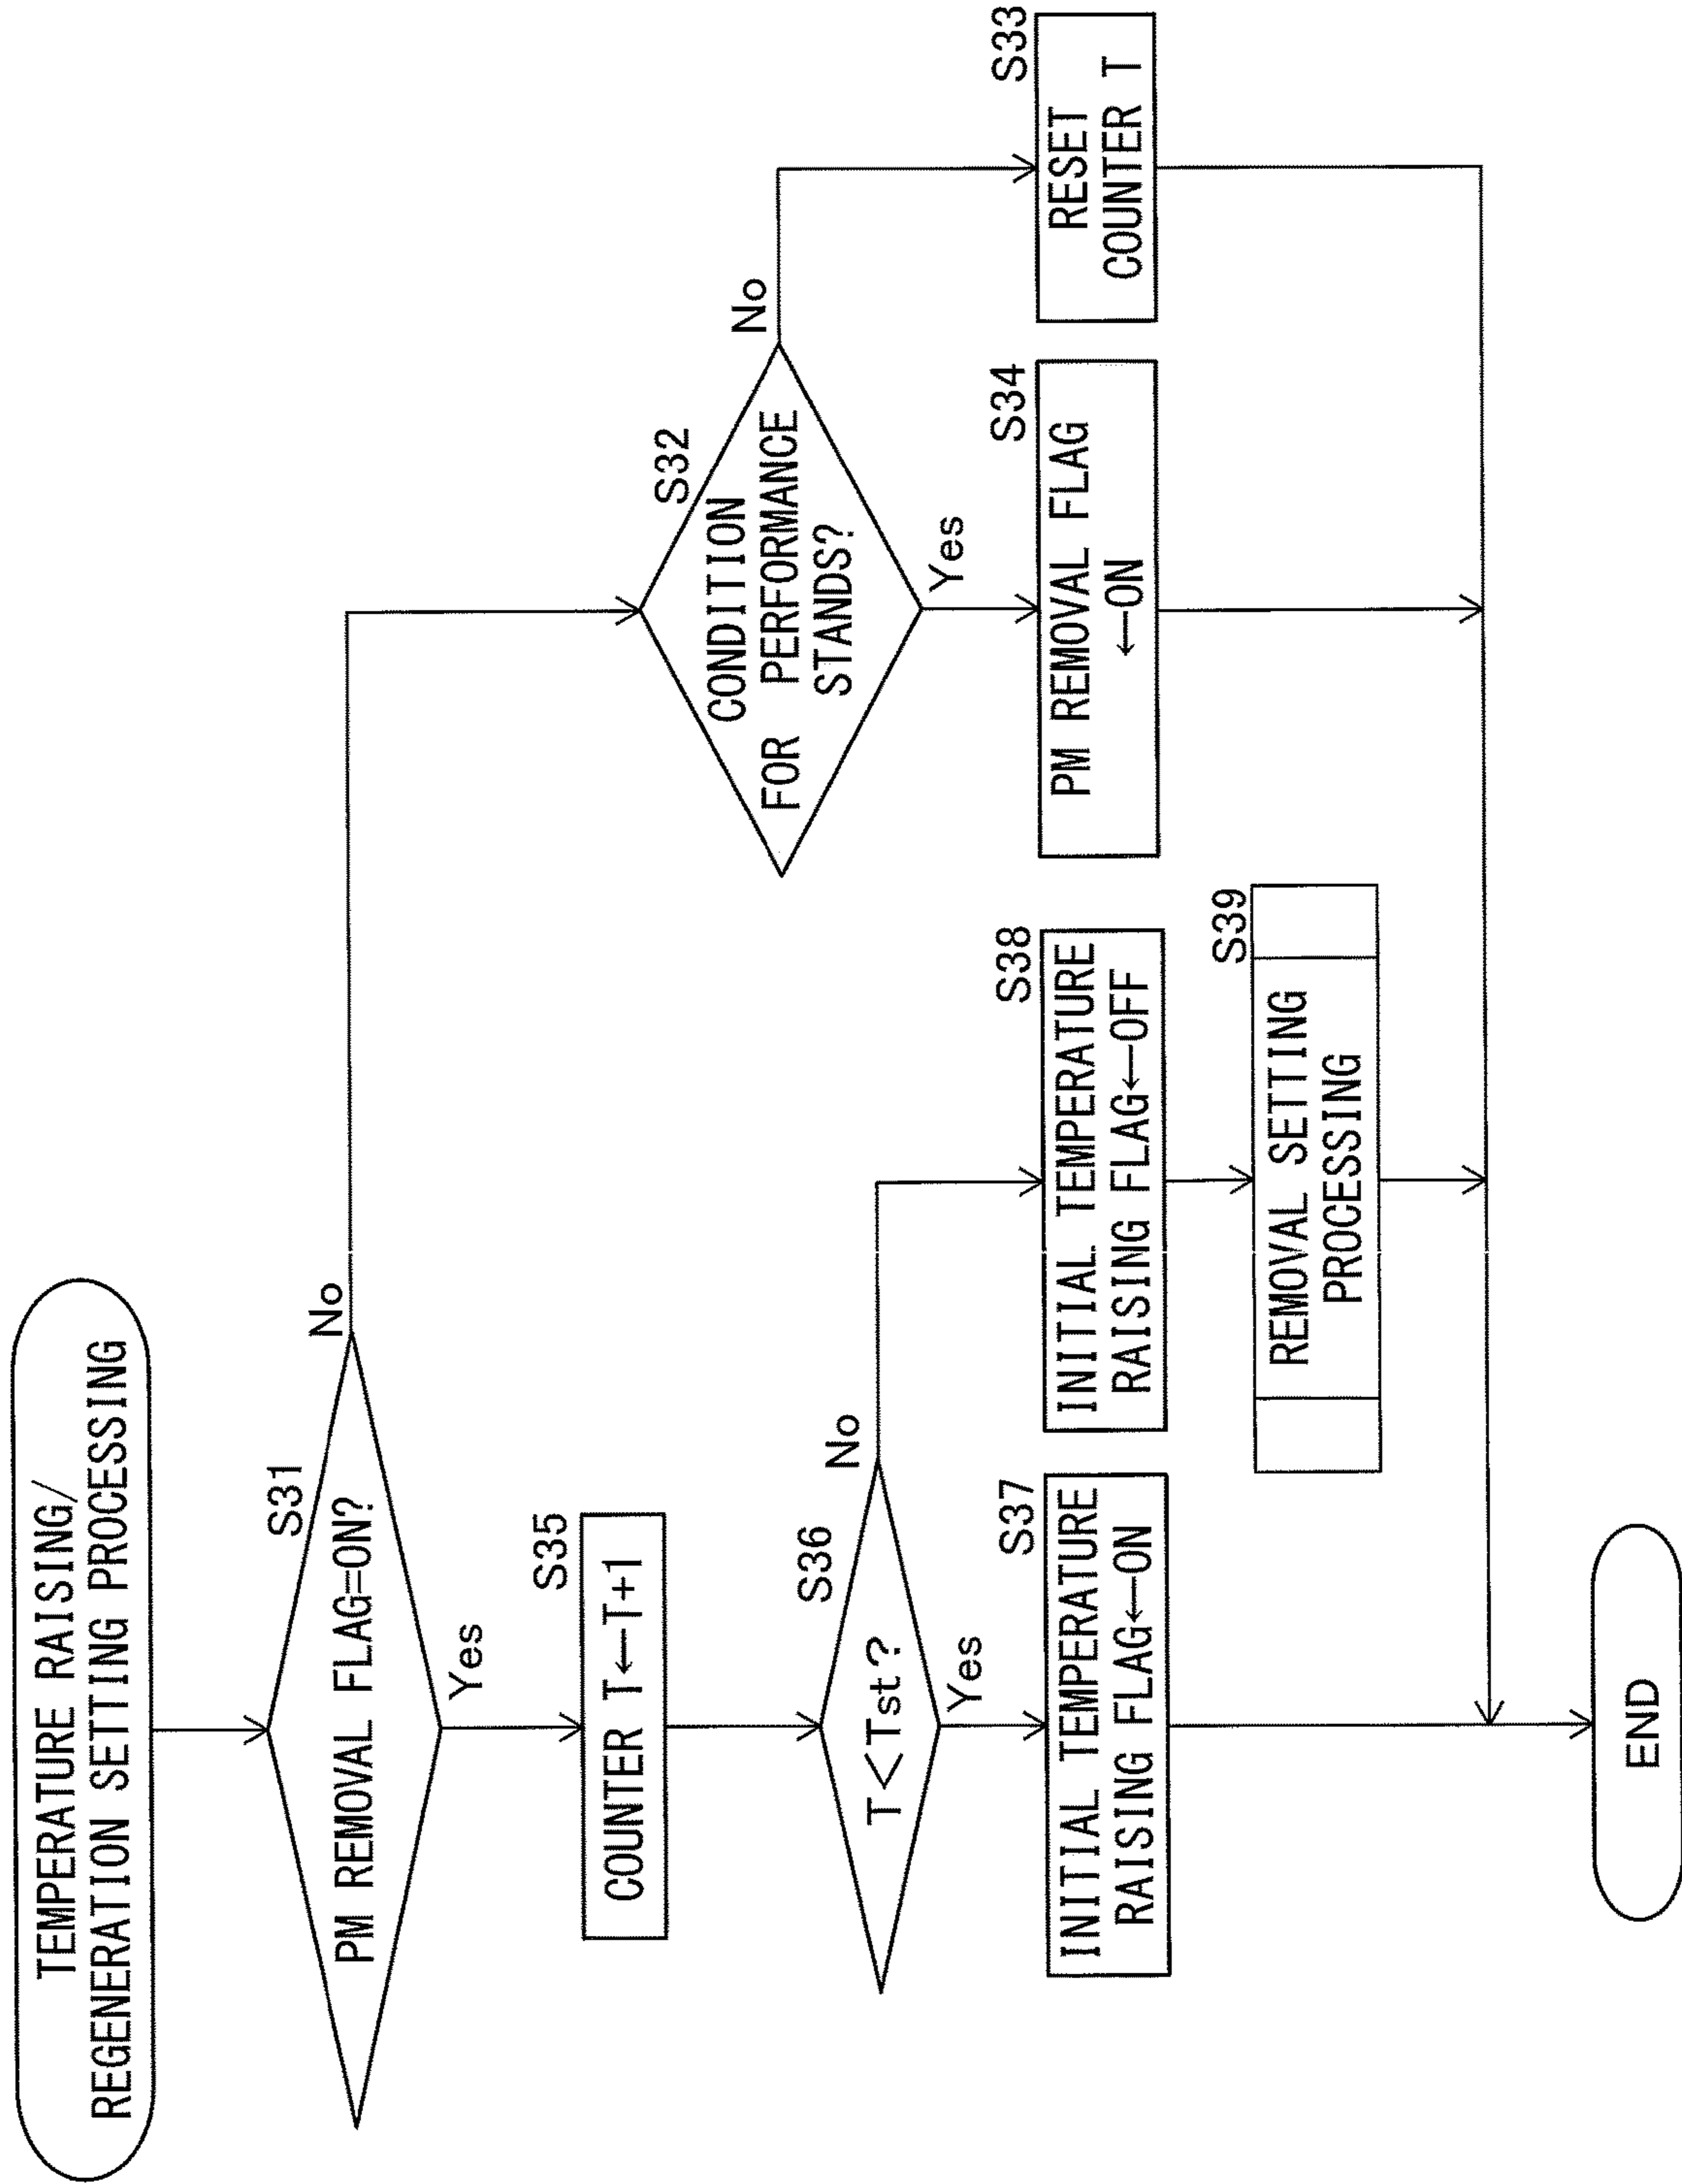 TEMPERATURE RAISING/
REGENERATION SETTING PROCESSING
S31
PM REMOVAL FLAG=ON?
No
Yes
S32
CONDITION
FOR PERFORMANCE
STANDS?
No
Yes
S35
COUNTER T←T+1
S36
T<Tst?
No
Yes
S37
INITIAL TEMPERATURE
RAISING FLAG←ON
S38
INITIAL TEMPERATURE
RAISING FLAG←OFF
S34
PM REMOVAL FLAG
←ON
S33
RESET
COUNTER T
S39
REMOVAL SETTING
PROCESSING
END